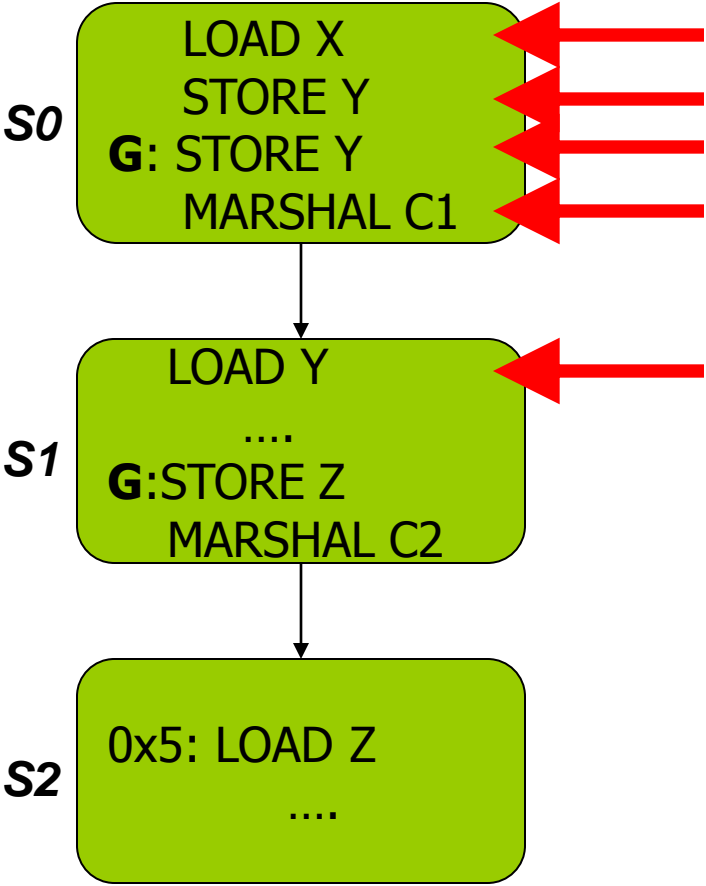 LOAD X
S0
STORE Y
G: STORE Y
MARSHAL C1
LOAD Y
S1
….
G:STORE Z
MARSHAL C2
S2
0x5: LOAD Z
….